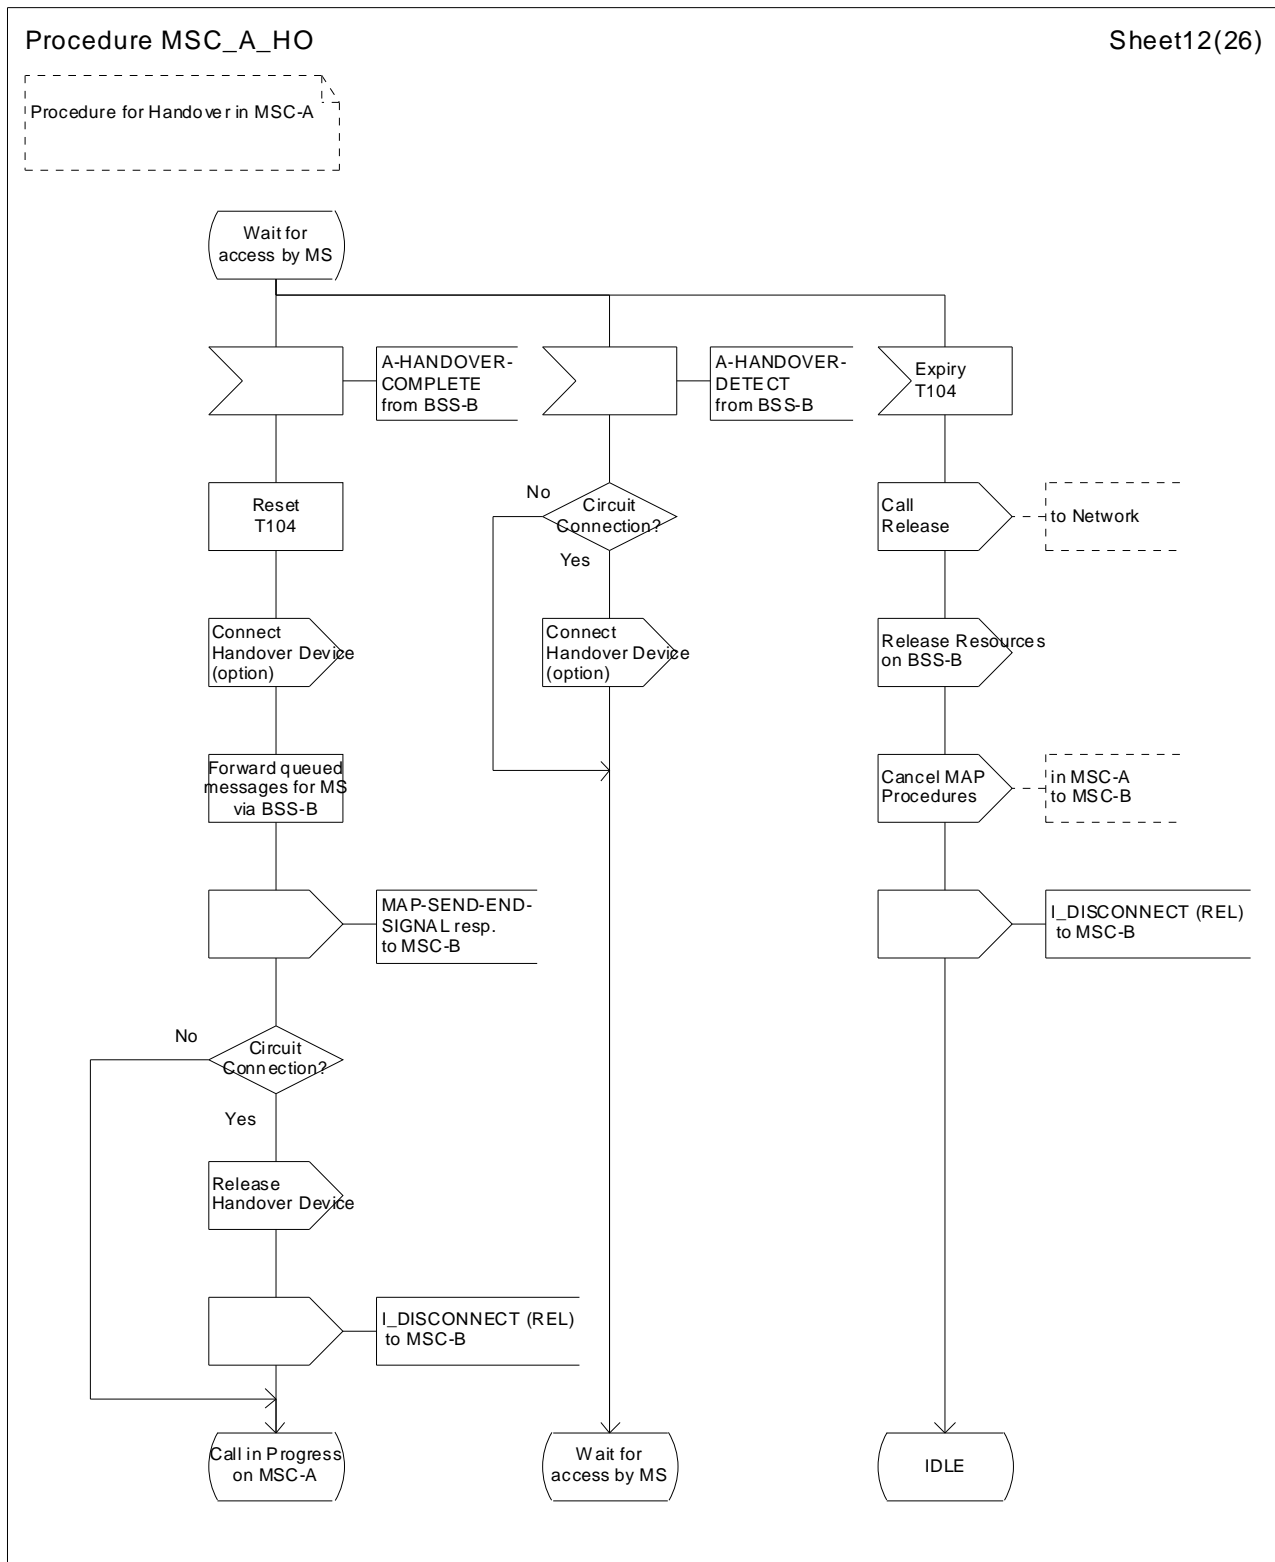 Procedure MSC_A_HO
Sheet12(26)
Procedure for Handover in MSC-A
Wait for
access by MS
A-HANDOVER-
COMPLETE
from BSS-B
A-HANDOVER-
DETECT
from BSS-B
Expiry
T104
Reset
T104
No
Circuit
Connection?
Yes
Call
Release
to Network
Connect
Handover Device
(option)
Connect
Handover Device
(option)
Release Resources
on BSS-B
Forward queued
messages for MS
via BSS-B
Cancel MAP
Procedures
in MSC-A
to MSC-B
MAP-SEND-END-
SIGNAL resp.
to MSC-B
I_DISCONNECT (REL)
to MSC-B
No
Circuit
Connection?
Yes
Release
Handover Device
I_DISCONNECT (REL)
to MSC-B
Call in Progress
on MSC-A
Wait for
access by MS
IDLE